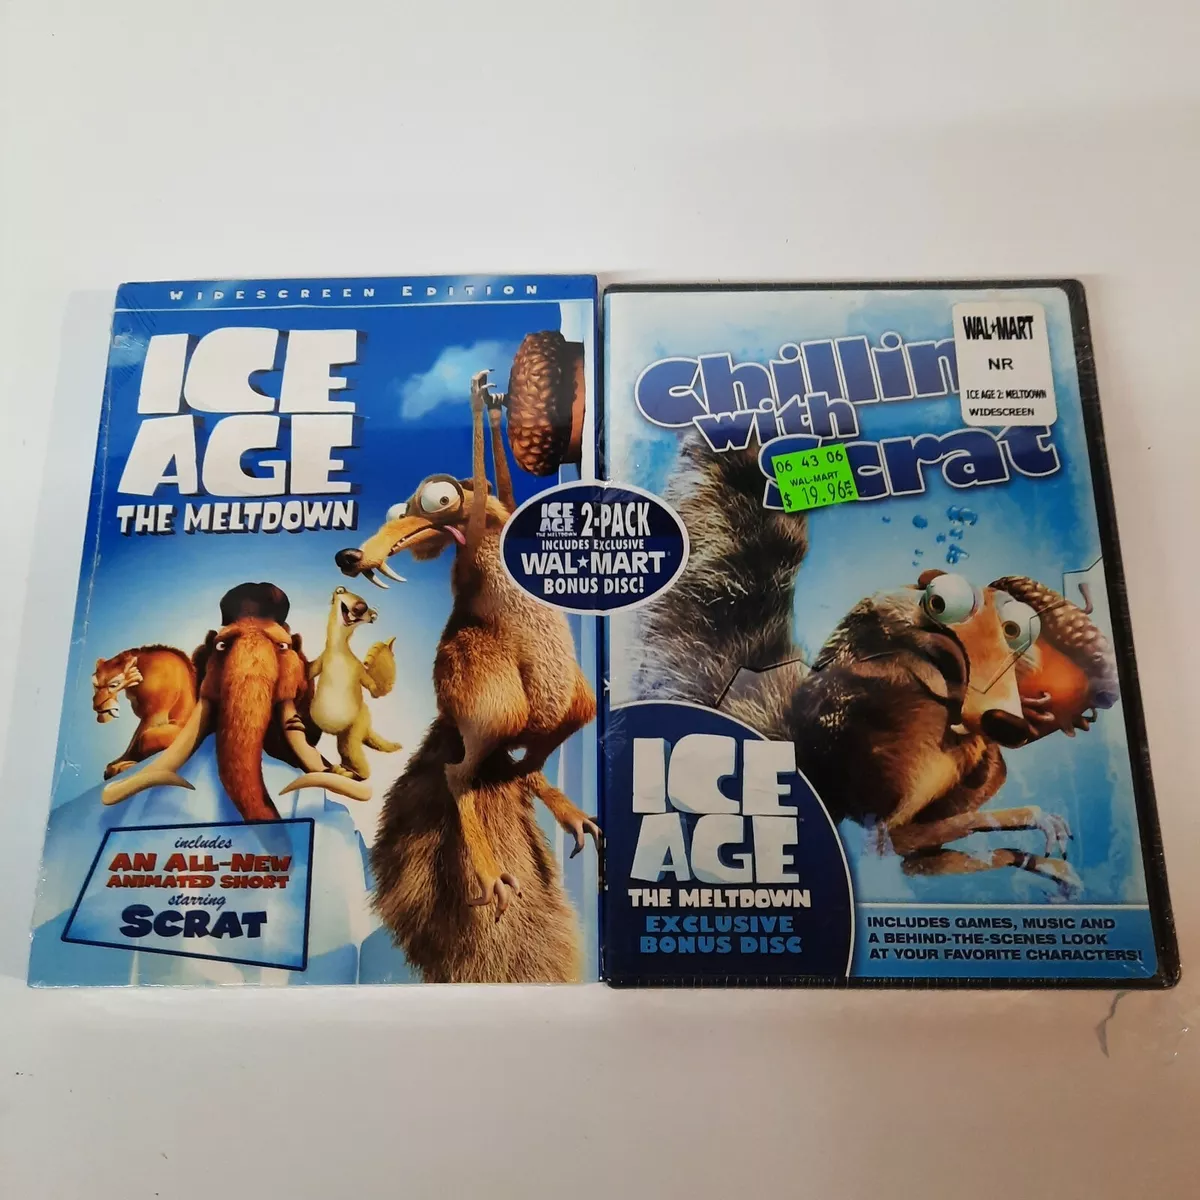 WIDESCREEN EDITION
ICE
AGE
THE MELTDOWN
includes
AN ALL-NEW
ANIMATED SHORT
starring
SCRAT
ICE
AGE
THE MELTDOWN
2-PACK
INCLUDES EXCLUSIVE
WAL★MART
BONUS DISC!
Chillin
with
Scrat
WAL★MART
NR
ICE AGE 2: MELTDOWN
WIDESCREEN
06 43 06
WAL-MART
$ 19.96
ICE
AGE
THE MELTDOWN
EXCLUSIVE
BONUS DISC
INCLUDES GAMES, MUSIC AND
A BEHIND-THE-SCENES LOOK
AT YOUR FAVORITE CHARACTERS!